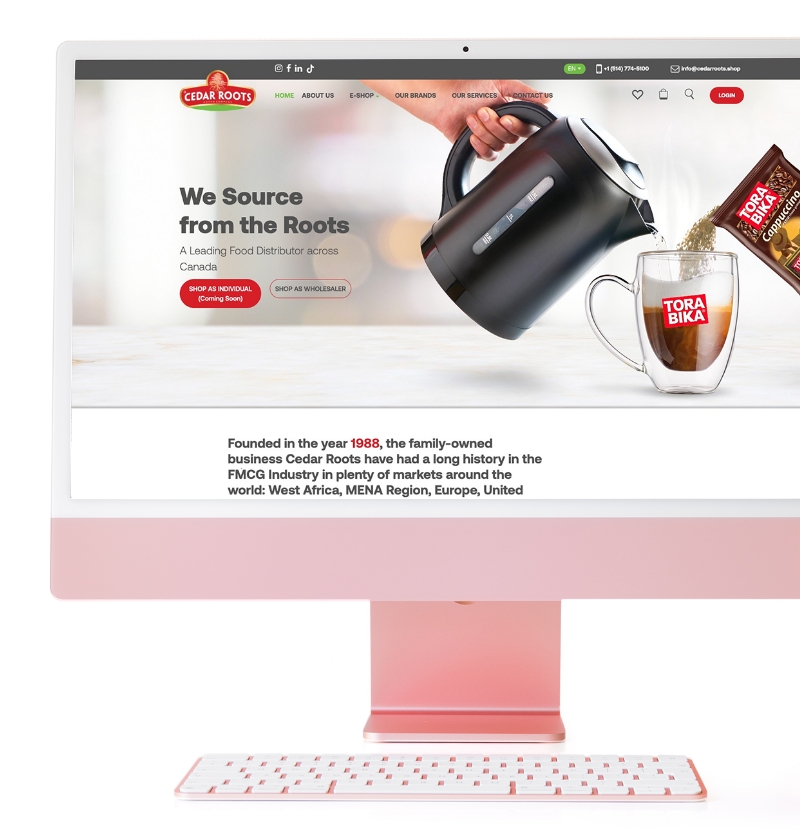 EN
+1 (514) 774-5100
info@cedarroots.shop
CEDAR ROOTS
HOME
ABOUT US
E-SHOP
OUR BRANDS
OUR SERVICES
CONTACT US
LOGIN
We Source
from the Roots
A Leading Food Distributor across
Canada
SHOP AS INDIVIDUAL
(Coming Soon)
SHOP AS WHOLESALER
TORA
BIKA
Cappuccino
TORA
BIKA
Founded in the year 1988, the family-owned
business Cedar Roots have had a long history in the
FMCG Industry in plenty of markets around the
world: West Africa, MENA Region, Europe, United